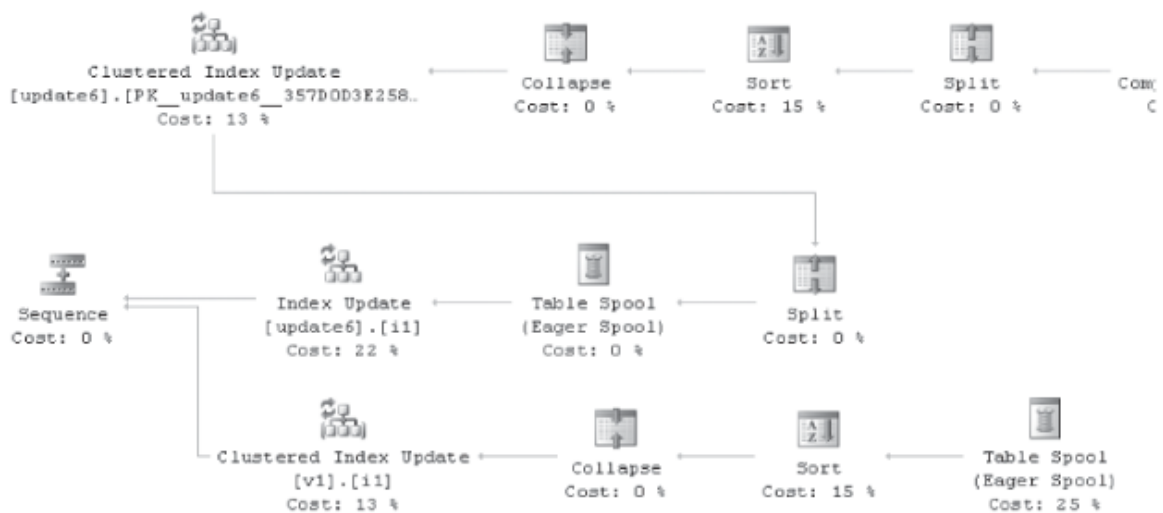 Clustered Index Update
[update6].[PK__update6__357D0D3E258…
Cost: 13 %
Collapse
Cost: 0 %
Sort
Cost: 15 %
Split
Cost: 0 %
Com
C
Sequence
Cost: 0 %
Index Update
[update6].[i1]
Cost: 22 %
Table Spool
(Eager Spool)
Cost: 0 %
Split
Cost: 0 %
Clustered Index Update
[v1].[i1]
Cost: 13 %
Collapse
Cost: 0 %
Sort
Cost: 15 %
Table Spool
(Eager Spool)
Cost: 25 %